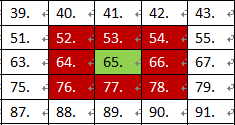 39. 40. 41. 42. 43.
51. 52. 53. 54. 55.
63. 64. 65. 66. 67.
75. 76. 77. 78. 79.
87. 88. 89. 90. 91.